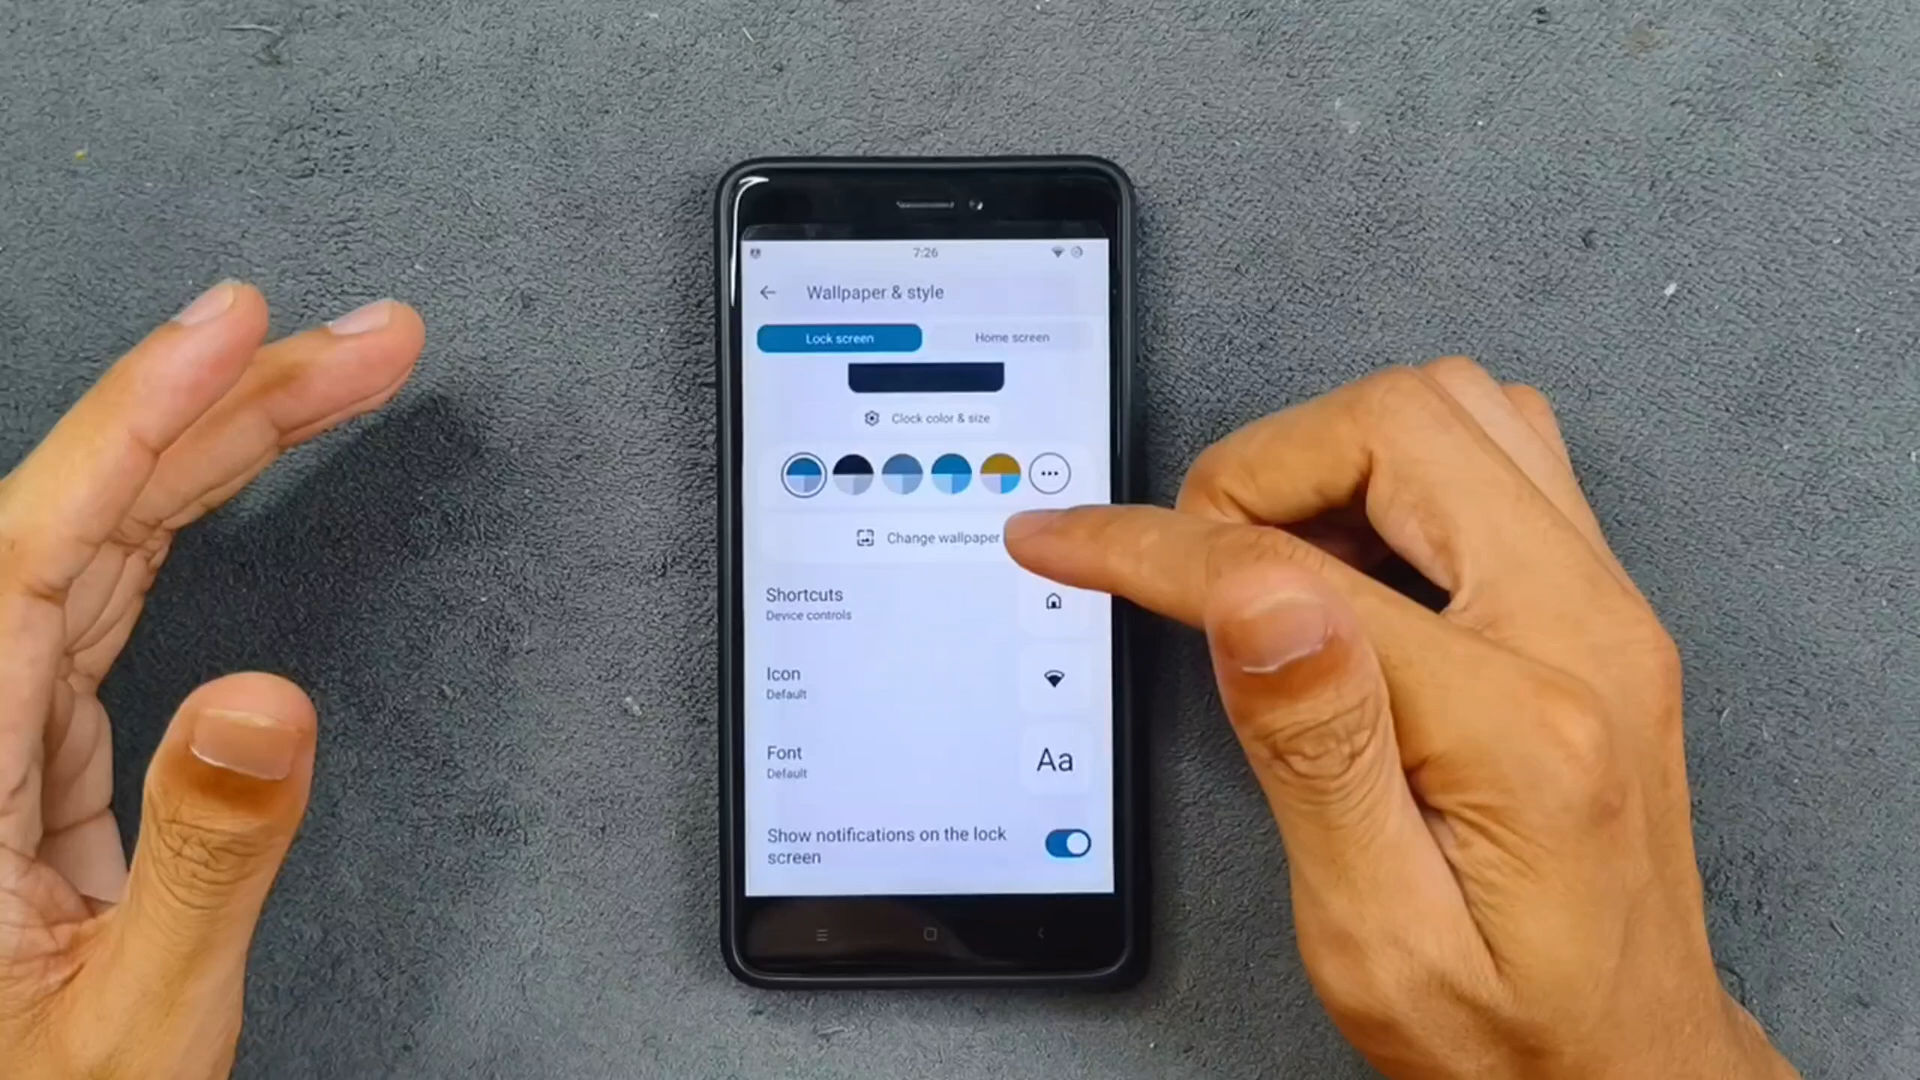 7:26
Wallpaper & style
Lock screen
Home screen
Clock color & size
Change wallpaper
Shortcuts
Device controls
Icon
Default
Font
Default
Aa
Show notifications on the lock
screen